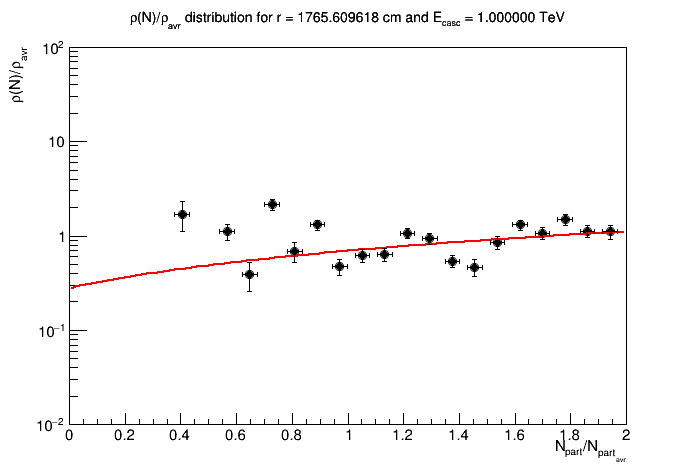 ρ(N)/ρavr distribution for r = 1765.609618 cm and Ecasc = 1.000000 TeV
ρ(N)/ρavr
10²
10
1
10⁻¹
10⁻²
0 0.2 0.4 0.6 0.8 1 1.2 1.4 1.6 1.8 2
Npart/Npartavr